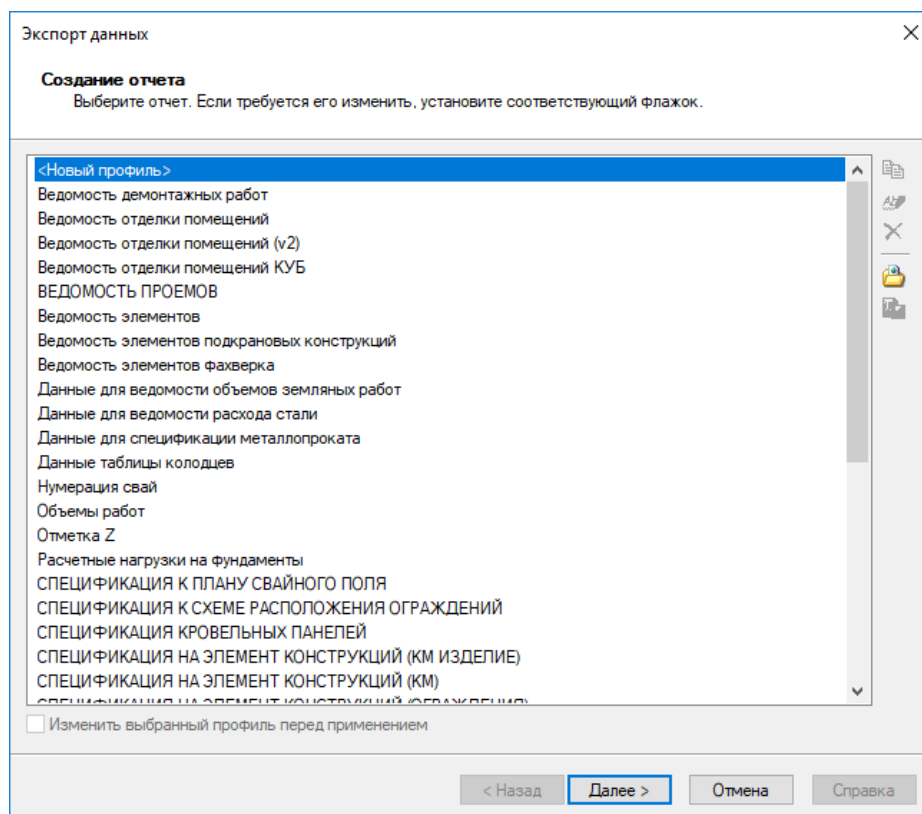 Экспорт данных
Создание отчета
Выберите отчет. Если требуется его изменить, установите соответствующий флажок.
<Новый профиль>
Ведомость демонтажных работ
Ведомость отделки помещений
Ведомость отделки помещений (v2)
Ведомость отделки помещений КУБ
ВЕДОМОСТЬ ПРОЕМОВ
Ведомость элементов
Ведомость элементов подкрановых конструкций
Ведомость элементов фахверка
Данные для ведомости объемов земляных работ
Данные для ведомости расхода стали
Данные для спецификации металлопроката
Данные таблицы колодцев
Нумерация свай
Объемы работ
Отметка Z
Расчетные нагрузки на фундаменты
СПЕЦИФИКАЦИЯ К ПЛАНУ СВАЙНОГО ПОЛЯ
СПЕЦИФИКАЦИЯ К СХЕМЕ РАСПОЛОЖЕНИЯ ОГРАЖДЕНИЙ
СПЕЦИФИКАЦИЯ КРОВЕЛЬНЫХ ПАНЕЛЕЙ
СПЕЦИФИКАЦИЯ НА ЭЛЕМЕНТ КОНСТРУКЦИЙ (КМ ИЗДЕЛИЕ)
СПЕЦИФИКАЦИЯ НА ЭЛЕМЕНТ КОНСТРУКЦИЙ (КМ)
СПЕЦИФИКАЦИЯ НА ЭЛЕМЕНТ КОНСТРУКЦИЙ (ОГРАЖДЕНИЯ)
Изменить выбранный профиль перед применением
< Назад
Далее >
Отмена
Справка